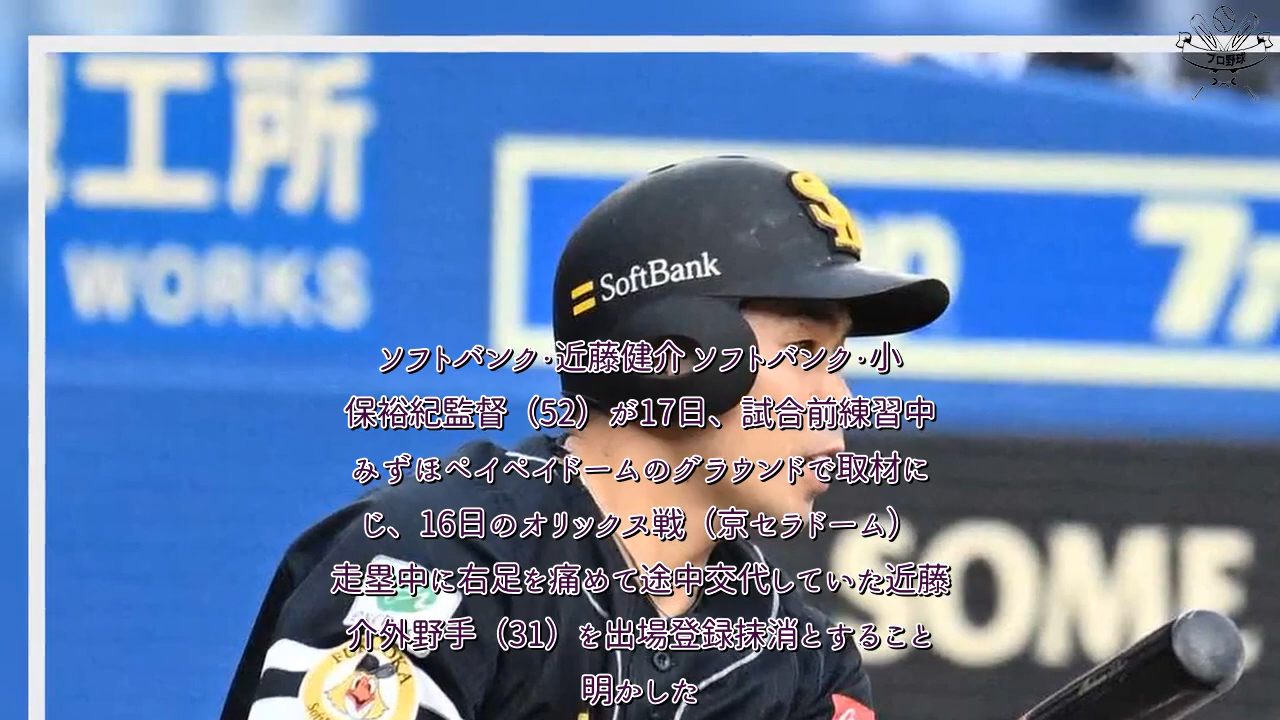 プロ野球
工所
WORKS
SoftBank
ソフトバンク・近藤健介 ソフトバンク・小
保裕紀監督（52）が17日、試合前練習中
みずほペイペイドームのグラウンドで取材に
じ、16日のオリックス戦（京セラドーム）
走塁中に右足を痛めて途中交代していた近藤
介外野手（31）を出場登録抹消とすること
明かした
SOME
FUKUOKA